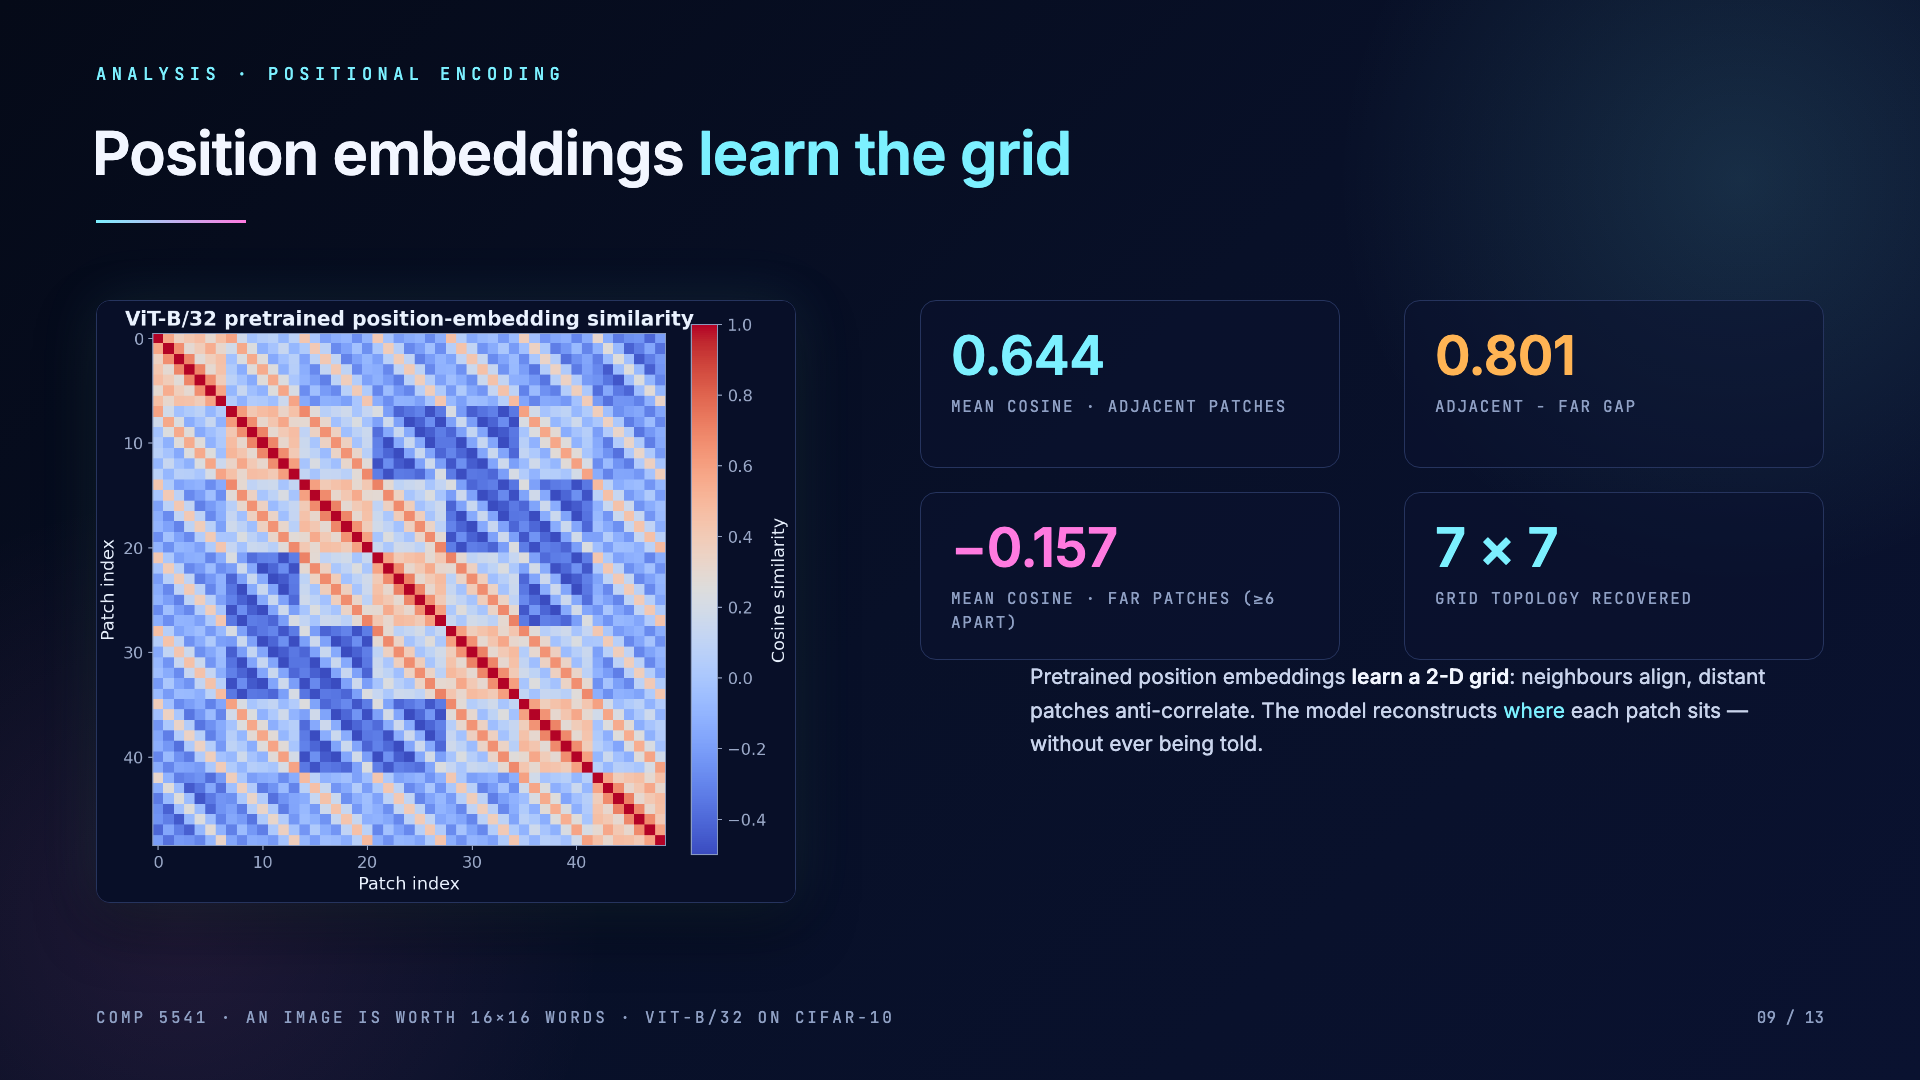 ANALYSIS · POSITIONAL ENCODING
Position embeddings learn the grid
ViT-B/32 pretrained position-embedding similarity
0
10
20
30
40
Patch index
0
10
20
30
40
Patch index
1.0
0.8
0.6
0.4
0.2
0.0
−0.2
−0.4
Cosine similarity
0.644
MEAN COSINE · ADJACENT PATCHES
0.801
ADJACENT - FAR GAP
−0.157
MEAN COSINE · FAR PATCHES (≥6
APART)
7 × 7
GRID TOPOLOGY RECOVERED
Pretrained position embeddings learn a 2-D grid: neighbours align, distant
patches anti-correlate. The model reconstructs where each patch sits —
without ever being told.
COMP 5541 · AN IMAGE IS WORTH 16×16 WORDS · VIT-B/32 ON CIFAR-10
09 / 13